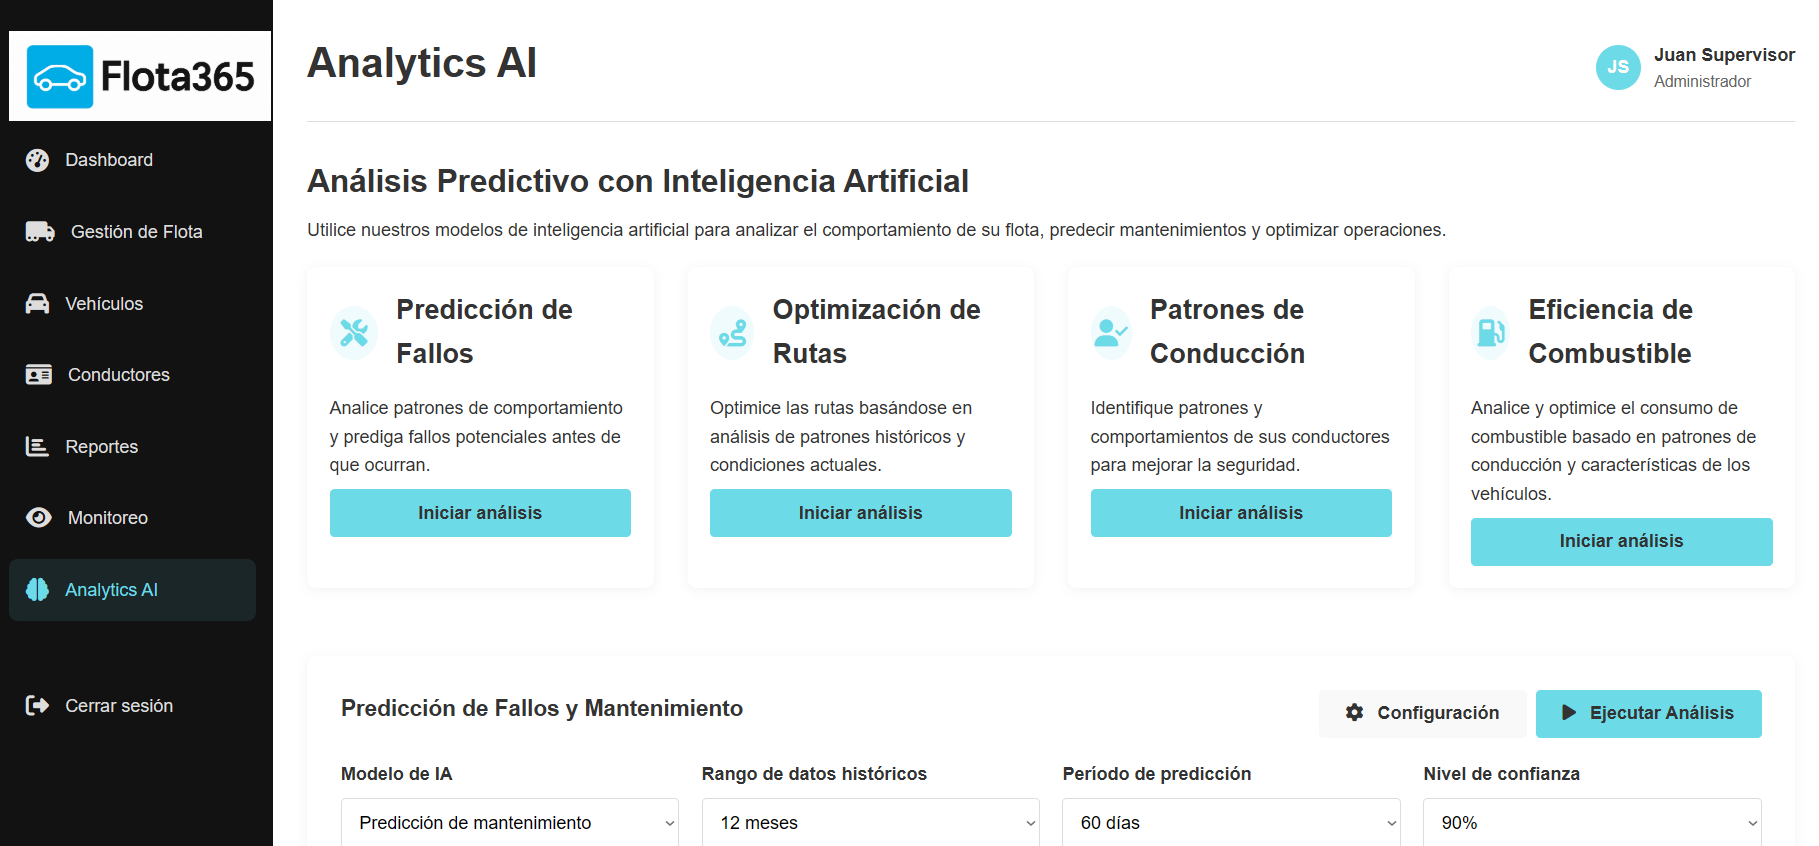 Flota365
Dashboard
Gestión de Flota
Vehículos
Conductores
Reportes
Monitoreo
Analytics AI
Cerrar sesión
Analytics AI
JS
Juan Supervisor
Administrador
Análisis Predictivo con Inteligencia Artificial
Utilice nuestros modelos de inteligencia artificial para analizar el comportamiento de su flota, predecir mantenimientos y optimizar operaciones.
Predicción de
Fallos
Analice patrones de comportamiento
y prediga fallos potenciales antes de
que ocurran.
Iniciar análisis
Optimización de
Rutas
Optimice las rutas basándose en
análisis de patrones históricos y
condiciones actuales.
Iniciar análisis
Patrones de
Conducción
Identifique patrones y
comportamientos de sus conductores
para mejorar la seguridad.
Iniciar análisis
Eficiencia de
Combustible
Analice y optimice el consumo de
combustible basado en patrones de
conducción y características de los
vehículos.
Iniciar análisis
Predicción de Fallos y Mantenimiento
Configuración
Ejecutar Análisis
Modelo de IA
Predicción de mantenimiento
Rango de datos históricos
12 meses
Período de predicción
60 días
Nivel de confianza
90%